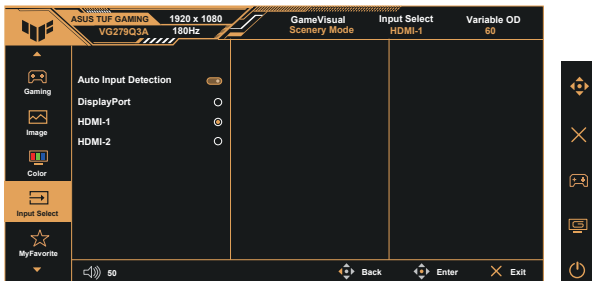 ASUS TUF GAMING 1920 x 1080
VG279Q3A 180Hz
GameVisual
Scenery Mode
Input Select
HDMI-1
Variable OD
60
Gaming
Image
Color
Input Select
MyFavorite
Auto Input Detection
DisplayPort
HDMI-1
HDMI-2
50
Back
Enter
Exit